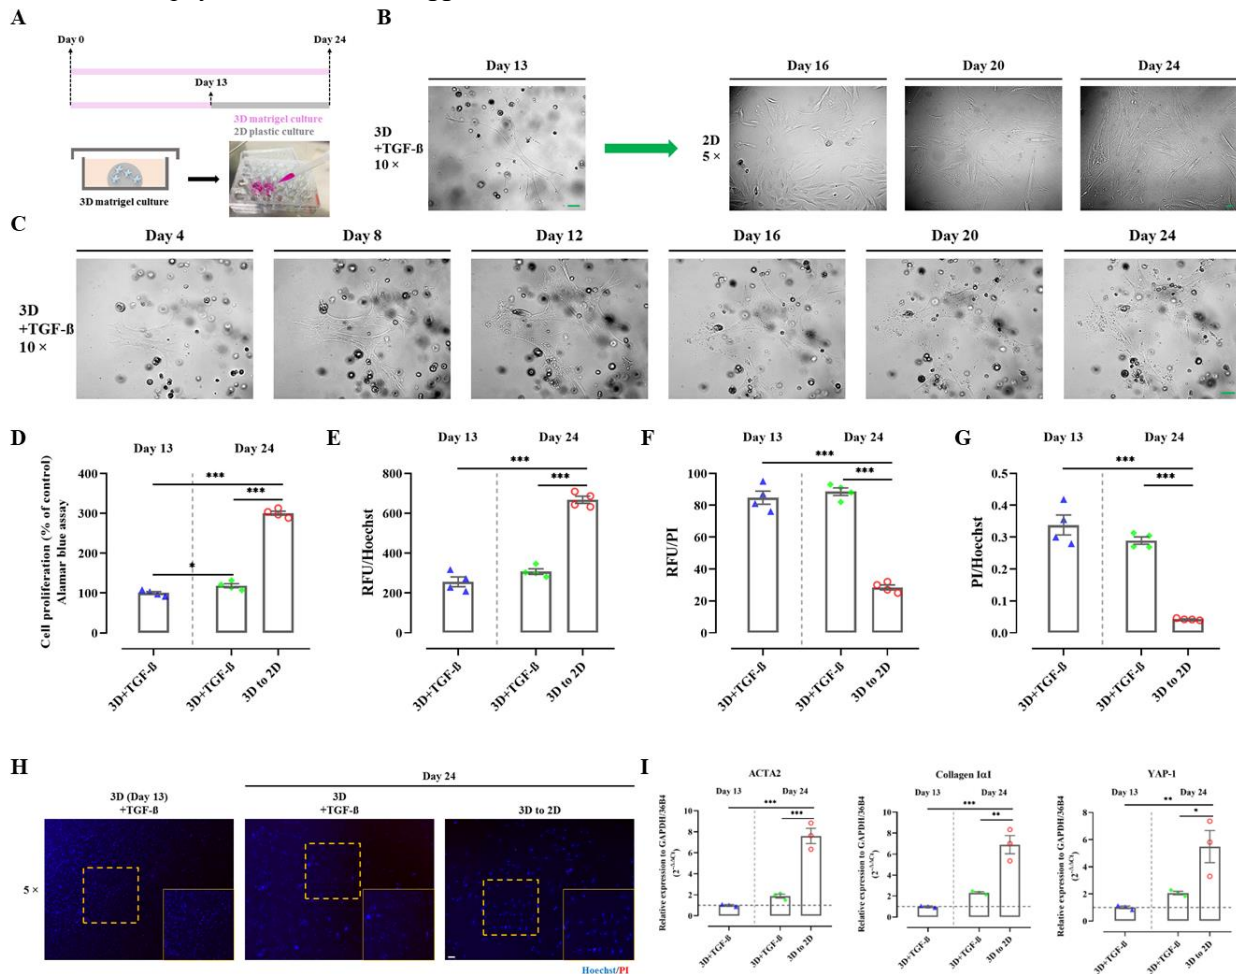 A
Day 0
Day 24
Day 13
3D matrigel culture
2D plastic culture
3D matrigel culture
B
Day 13
Day 16
Day 20
Day 24
3D
+TGF-ß
10 ×
2D
5 ×
C
Day 4
Day 8
Day 12
Day 16
Day 20
Day 24
3D
+TGF-ß
10 ×
D
Day 13
Day 24
Cell proliferation (% of control)
Alamar blue assay
400
300
200
100
0
***
***
*
3D+TGF-ß
3D+TGF-ß
3D to 2D
E
Day 13
Day 24
RFU/Hoechst
800
600
400
200
0
***
***
3D+TGF-ß
3D+TGF-ß
3D to 2D
F
Day 13
Day 24
RFU/PI
100
80
60
40
20
0
***
***
3D+TGF-ß
3D+TGF-ß
3D to 2D
G
Day 13
Day 24
PI/Hoechst
0.5
0.4
0.3
0.2
0.1
0.0
***
***
3D+TGF-ß
3D+TGF-ß
3D to 2D
H
Day 24
3D (Day 13)
+TGF-ß
3D
+TGF-ß
3D to 2D
5 ×
Hoechst/PI
I
ACTA2
Day 13
Day 24
Relative expression to GAPDH/36B4
(2^-ΔΔCt)
10
8
6
4
2
0
***
***
3D+TGF-ß
3D+TGF-ß
3D to 2D
Collagen IαI
Day 13
Day 24
Relative expression to GAPDH/36B4
(2^-ΔΔCt)
10
8
6
4
2
0
***
**
3D+TGF-ß
3D+TGF-ß
3D to 2D
YAP-1
Day 13
Day 24
Relative expression to GAPDH/36B4
(2^-ΔΔCt)
8
6
4
2
0
**
*
3D+TGF-ß
3D+TGF-ß
3D to 2D